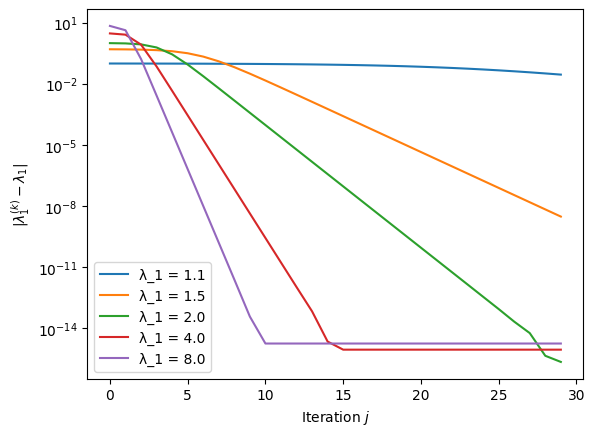 10^1
10^−2
10^−5
10^−8
10^−11
10^−14
|λ_1^(k) − λ_1|
λ_1 = 1.1
λ_1 = 1.5
λ_1 = 2.0
λ_1 = 4.0
λ_1 = 8.0
0 5 10 15 20 25 30
Iteration j